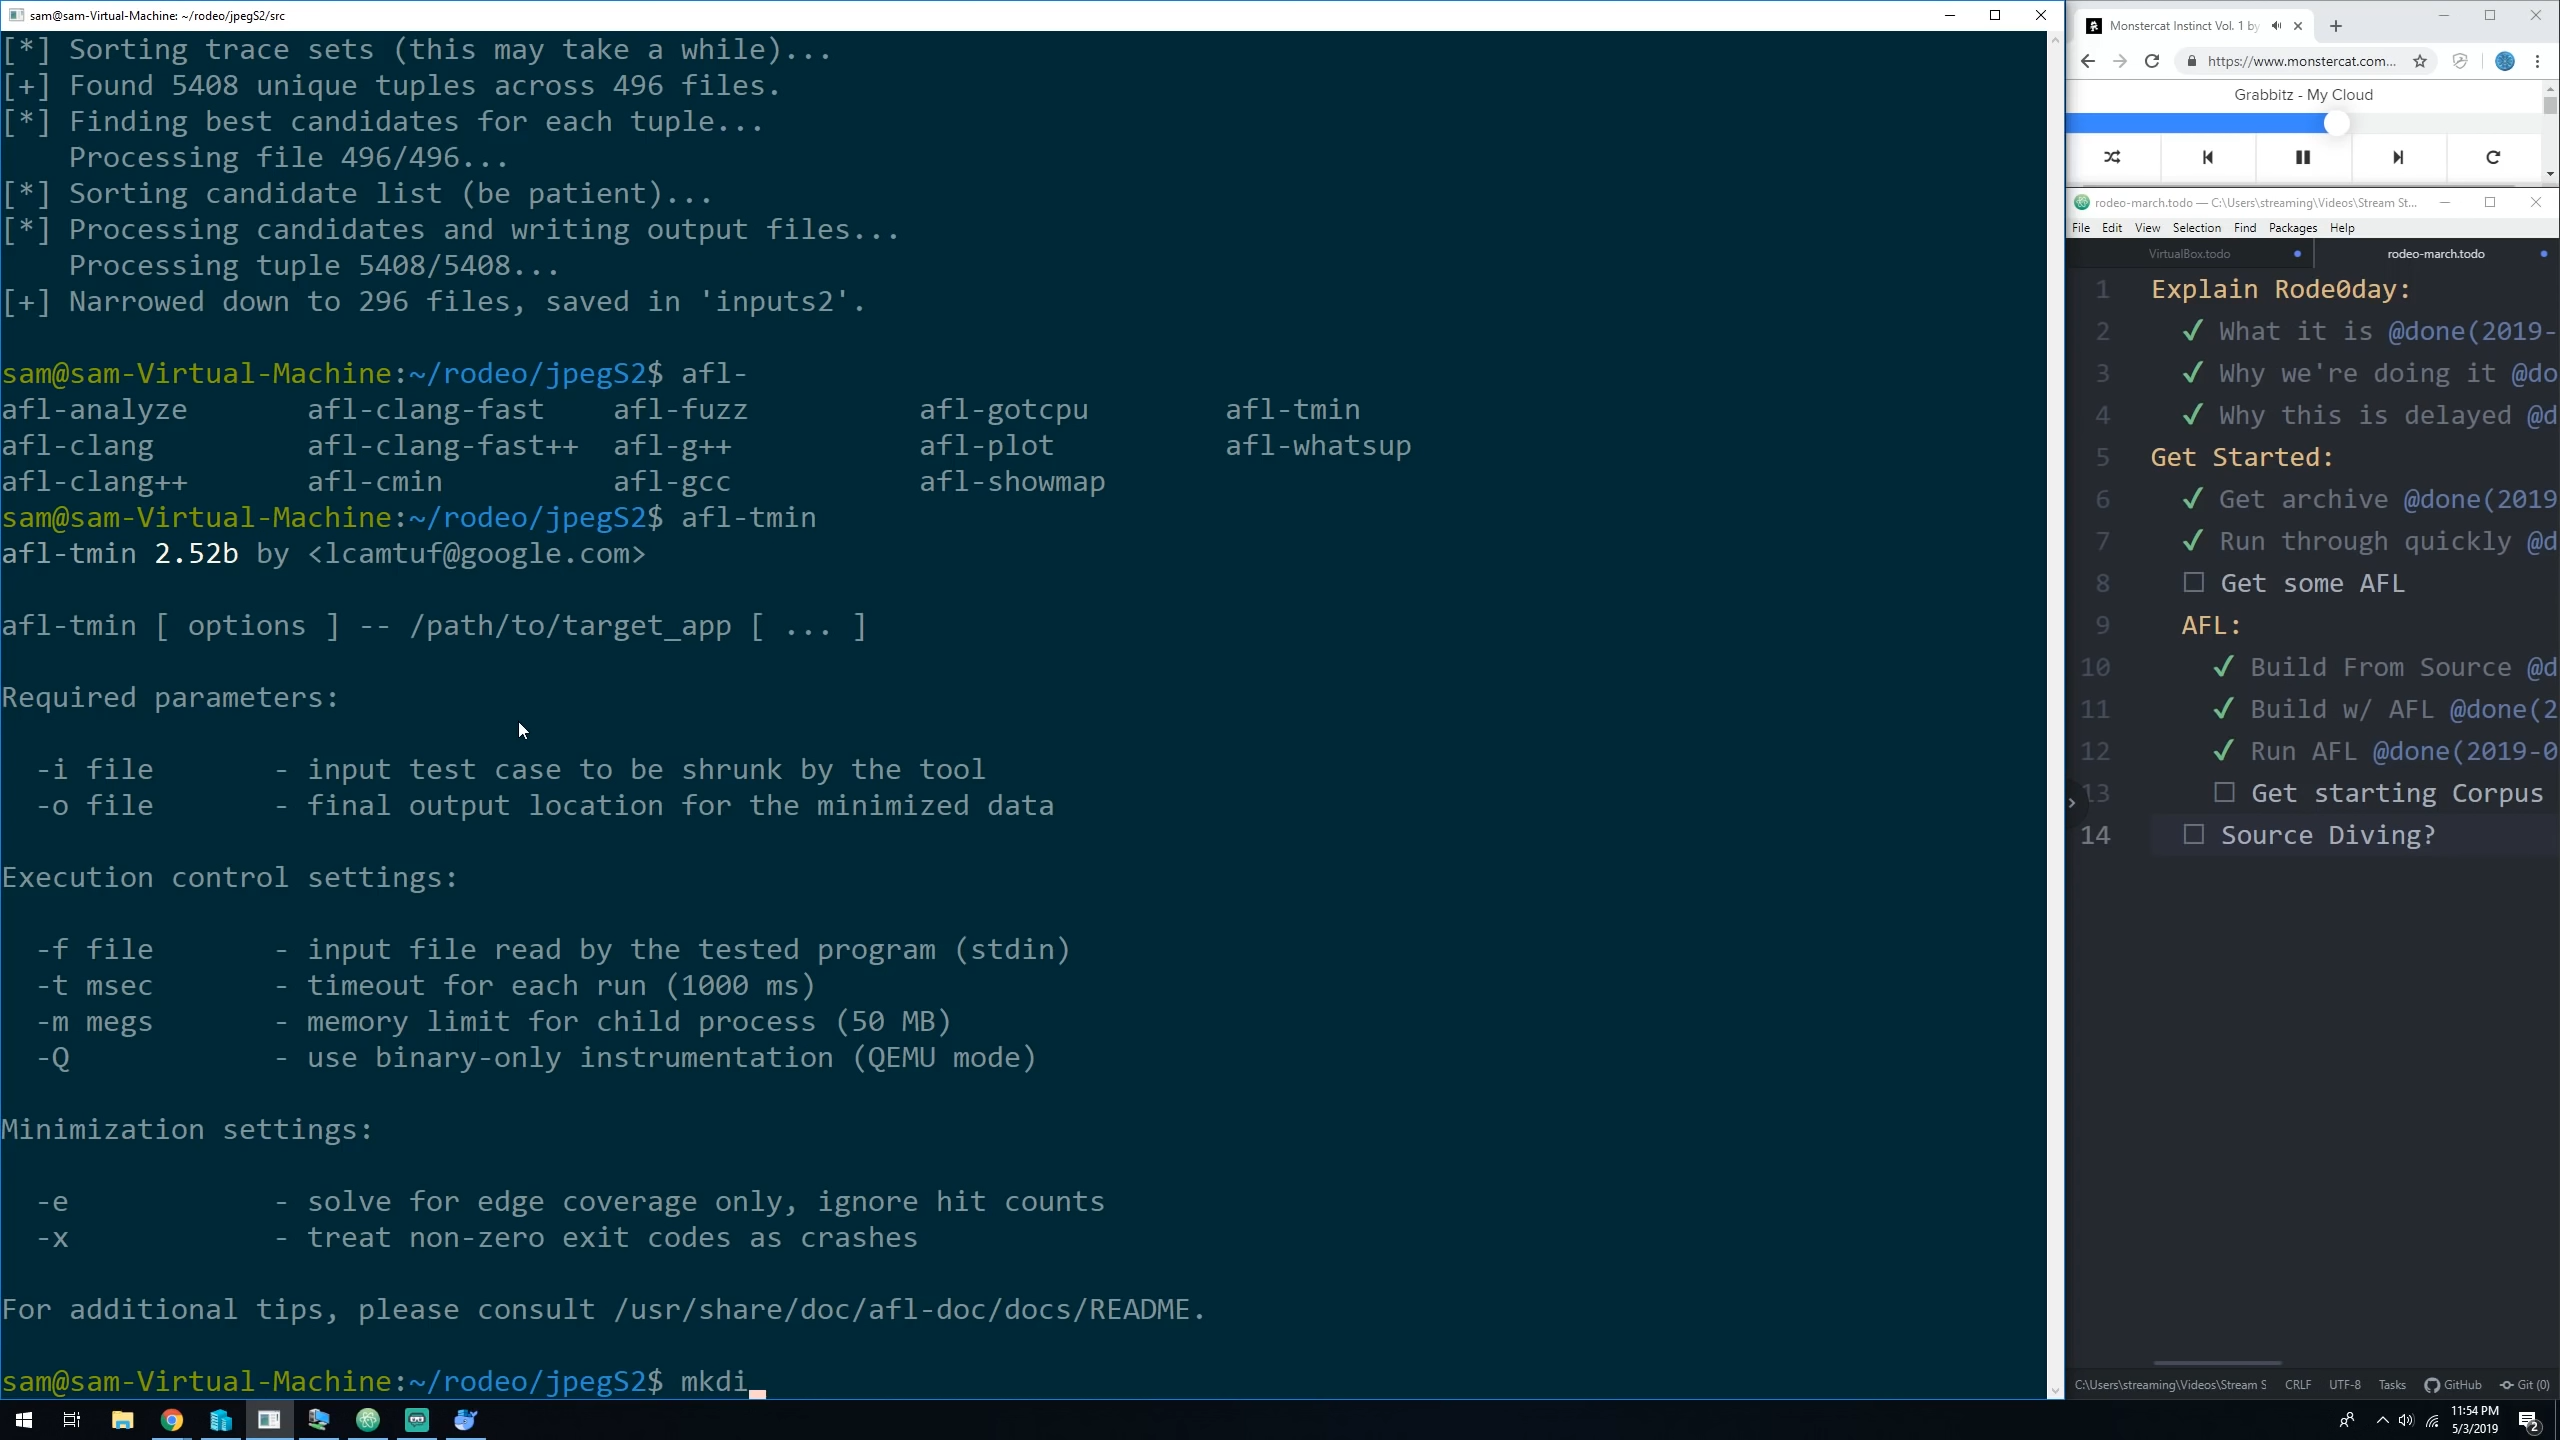 sam@sam-Virtual-Machine: ~/rodeo/jpegS2/src
[*] Sorting trace sets (this may take a while)...
[+] Found 5408 unique tuples across 496 files.
[*] Finding best candidates for each tuple...
    Processing file 496/496...
[*] Sorting candidate list (be patient)...
[*] Processing candidates and writing output files...
    Processing tuple 5408/5408...
[+] Narrowed down to 296 files, saved in 'inputs2'.
sam@sam-Virtual-Machine:~/rodeo/jpegS2$ afl-
afl-analyze       afl-clang-fast    afl-fuzz          afl-gotcpu        afl-tmin
afl-clang         afl-clang-fast++  afl-g++           afl-plot          afl-whatsup
afl-clang++       afl-cmin          afl-gcc           afl-showmap
sam@sam-Virtual-Machine:~/rodeo/jpegS2$ afl-tmin
afl-tmin 2.52b by <lcamtuf@google.com>
afl-tmin [ options ] -- /path/to/target_app [ ... ]
Required parameters:
  -i file       - input test case to be shrunk by the tool
  -o file       - final output location for the minimized data
Execution control settings:
  -f file       - input file read by the tested program (stdin)
  -t msec       - timeout for each run (1000 ms)
  -m megs       - memory limit for child process (50 MB)
  -Q            - use binary-only instrumentation (QEMU mode)
Minimization settings:
  -e            - solve for edge coverage only, ignore hit counts
  -x            - treat non-zero exit codes as crashes
For additional tips, please consult /usr/share/doc/afl-doc/docs/README.
sam@sam-Virtual-Machine:~/rodeo/jpegS2$ mkdi
Monstercat Instinct Vol. 1 by
https://www.monstercat.com...
Grabbitz - My Cloud
rodeo-march.todo — C:\Users\streaming\Videos\Stream St...
File Edit View Selection Find Packages Help
VirtualBox.todo rodeo-march.todo
1 Explain Rode0day:
2 ✓ What it is @done(2019-
3 ✓ Why we're doing it @do
4 ✓ Why this is delayed @d
5 Get Started:
6 ✓ Get archive @done(2019
7 ✓ Run through quickly @d
8 ☐ Get some AFL
9 AFL:
10 ✓ Build From Source @d
11 ✓ Build w/ AFL @done(2
12 ✓ Run AFL @done(2019-0
13 ☐ Get starting Corpus
14 ☐ Source Diving?
C:\Users\streaming\Videos\Stream S CRLF UTF-8 Tasks GitHub Git (0)
11:54 PM
5/3/2019
2